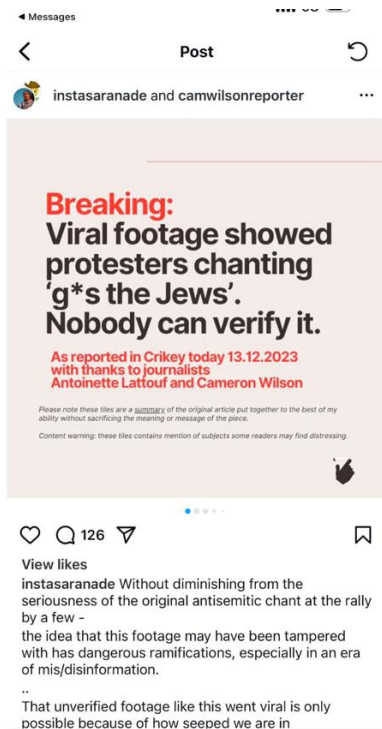 Messages
Post
instasaranade and camwilsonreporter
Breaking:
Viral footage showed
protesters chanting
‘g*s the Jews’.
Nobody can verify it.
As reported in Crikey today 13.12.2023
with thanks to journalists
Antoinette Lattouf and Cameron Wilson
Please note these tiles are a summary of the original article put together to the best of my
ability without sacrificing the meaning or message of the piece.
Content warning: these tiles contains mention of subjects some readers may find distressing.
126
View likes
instasaranade Without diminishing from the
seriousness of the original antisemitic chant at the rally
by a few -
the idea that this footage may have been tampered
with has dangerous ramifications, especially in an era
of mis/disinformation.
..
That unverified footage like this went viral is only
possible because of how seeped we are in